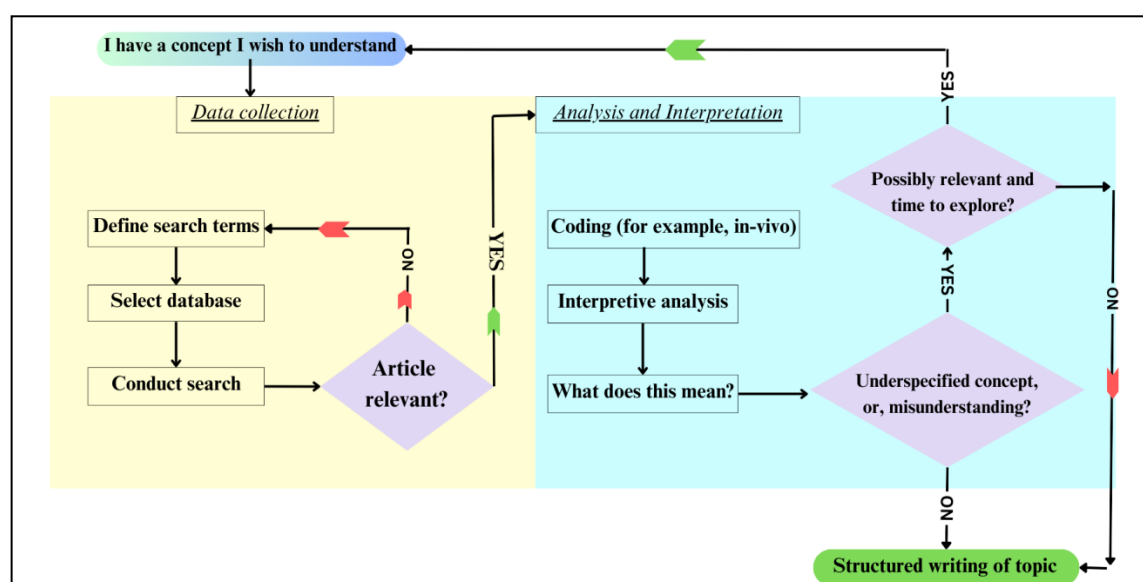 I have a concept I wish to understand
Data collection
Define search terms
Select database
Conduct search
Article
relevant?
NO
YES
Analysis and Interpretation
Coding (for example, in-vivo)
Interpretive analysis
What does this mean?
Underspecified concept,
or, misunderstanding?
YES
NO
Possibly relevant and
time to explore?
YES
NO
Structured writing of topic